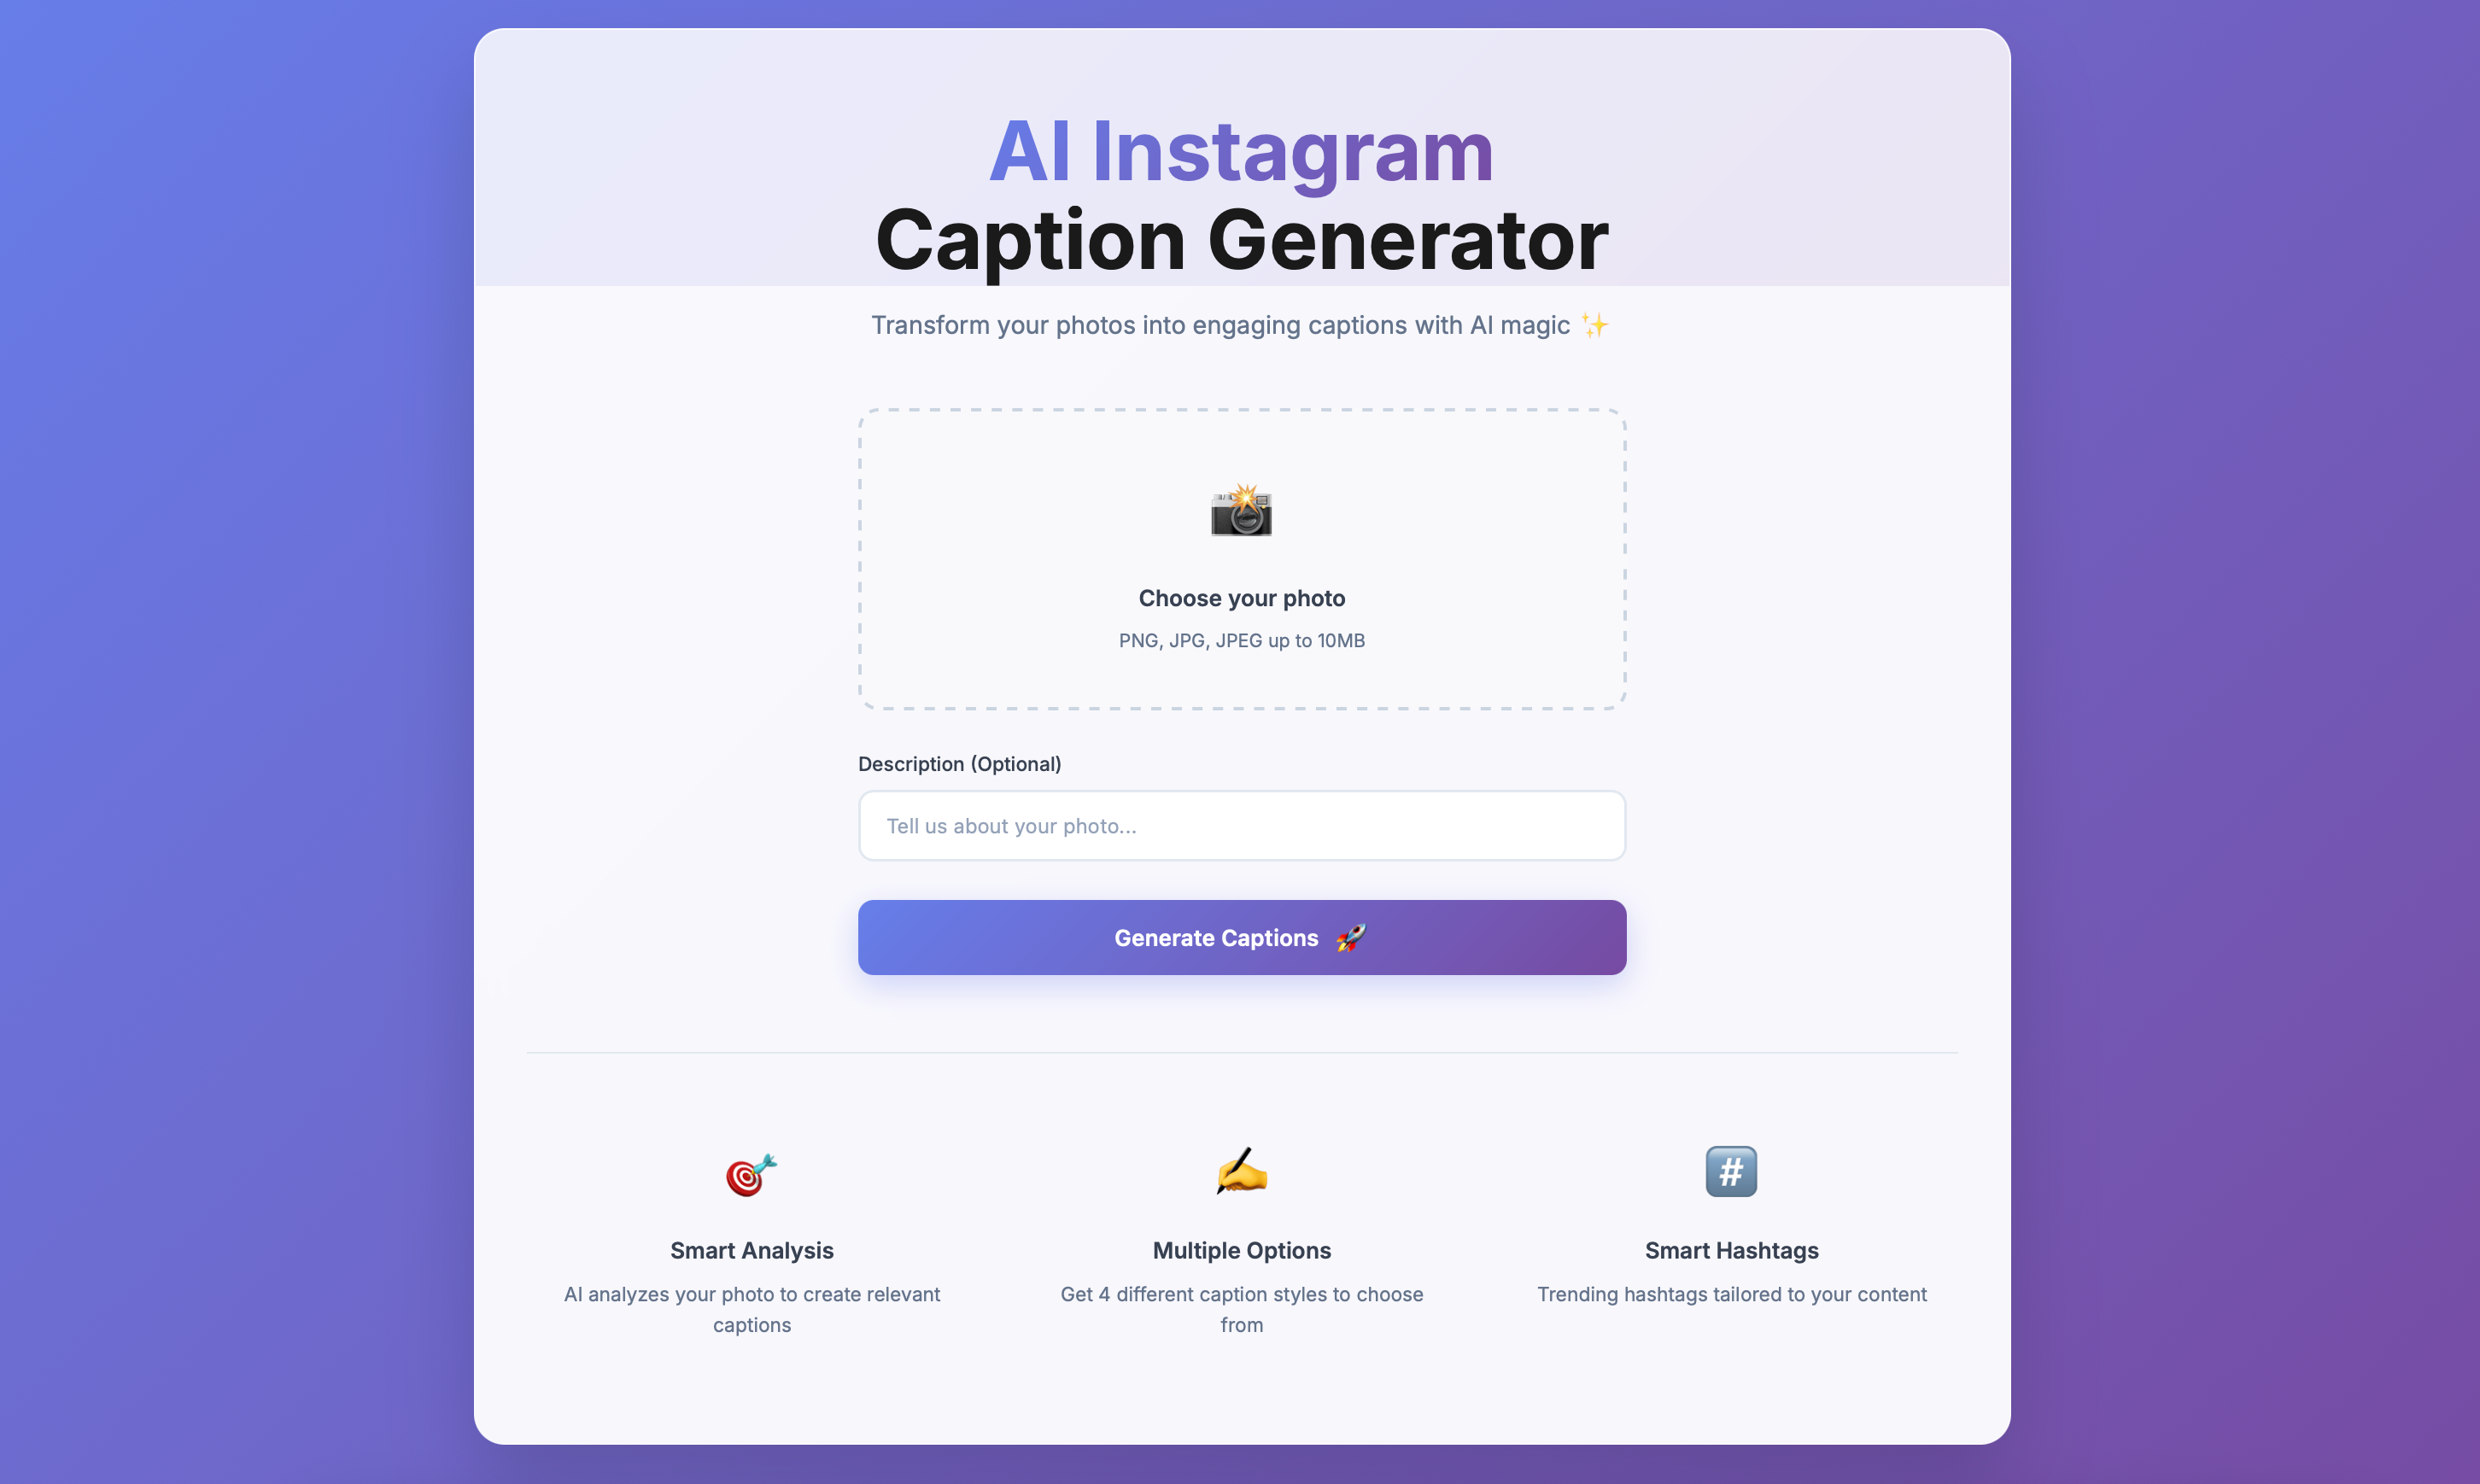 AI Instagram
Caption Generator
Transform your photos into engaging captions with AI magic ✨
Choose your photo
PNG, JPG, JPEG up to 10MB
Description (Optional)
Tell us about your photo...
Generate Captions 🚀
Smart Analysis
AI analyzes your photo to create relevant
captions
Multiple Options
Get 4 different caption styles to choose
from
#
Smart Hashtags
Trending hashtags tailored to your content